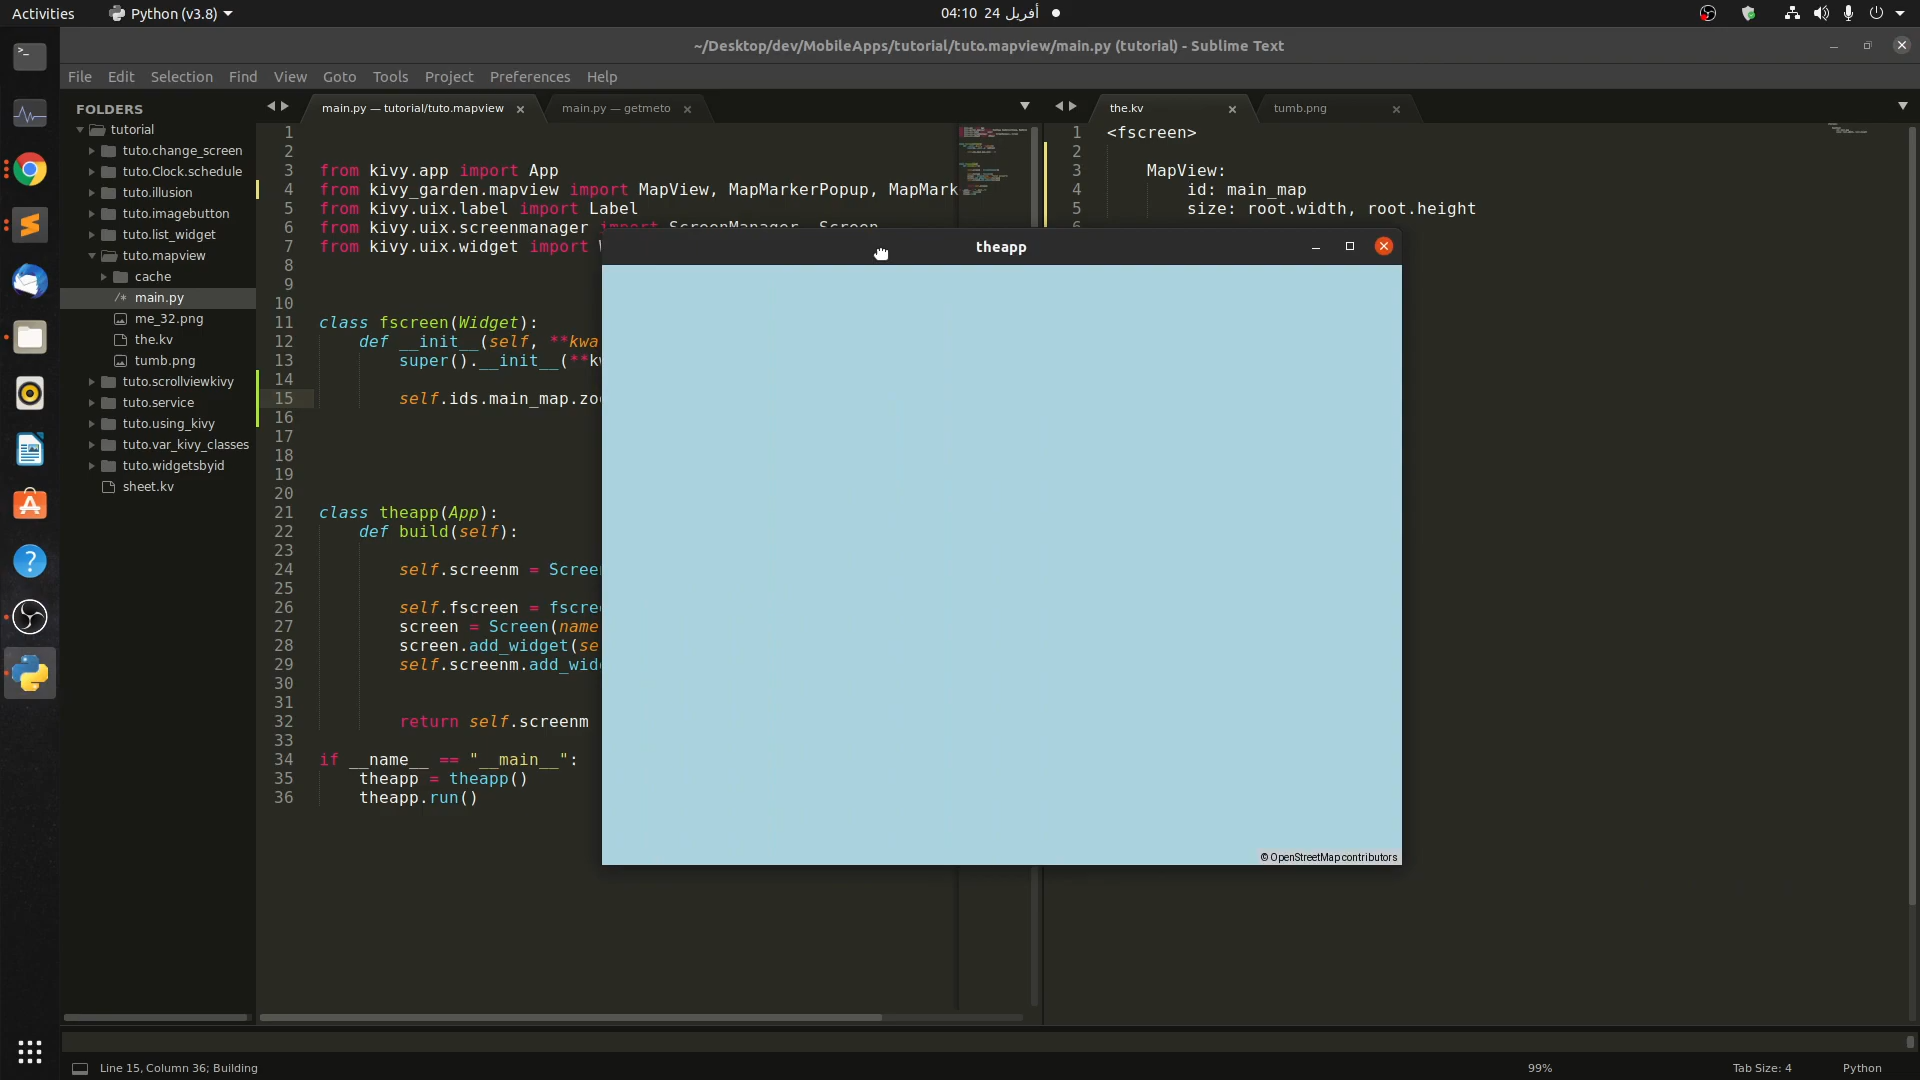 Activities
Python (v3.8)
04:10 24 أفريل
~/Desktop/dev/MobileApps/tutorial/tuto.mapview/main.py (tutorial) - Sublime Text
File Edit Selection Find View Goto Tools Project Preferences Help
FOLDERS
tutorial
tuto.change_screen
tuto.Clock.schedule
tuto.illusion
tuto.imagebutton
tuto.list_widget
tuto.mapview
cache
/* main.py
me_32.png
the.kv
tumb.png
tuto.scrollviewkivy
tuto.service
tuto.using_kivy
tuto.var_kivy_classes
tuto.widgetsbyid
sheet.kv
main.py — tutorial/tuto.mapview
main.py — getmeto
1
2
3 from kivy.app import App
4 from kivy_garden.mapview import MapView, MapMarkerPopup, MapMark
5 from kivy.uix.label import Label
6 from kivy.uix.screenmanager import ScreenManager, Screen
7 from kivy.uix.widget import
8
9
10
11 class fscreen(Widget):
12 def __init__(self, **kwa
13 super().__init__(**k
14
15 self.ids.main_map.zo
16
17
18
19
20
21 class theapp(App):
22 def build(self):
23
24 self.screenm = Scree
25
26 self.fscreen = fscre
27 screen = Screen(name
28 screen.add_widget(se
29 self.screenm.add_wid
30
31
32 return self.screenm
33
34 if __name__ == "__main__":
35 theapp = theapp()
36 theapp.run()
the.kv
tumb.png
1 <fscreen>
2
3 MapView:
4 id: main_map
5 size: root.width, root.height
theapp
© OpenStreetMap contributors
Line 15, Column 36; Building
99%
Tab Size: 4
Python